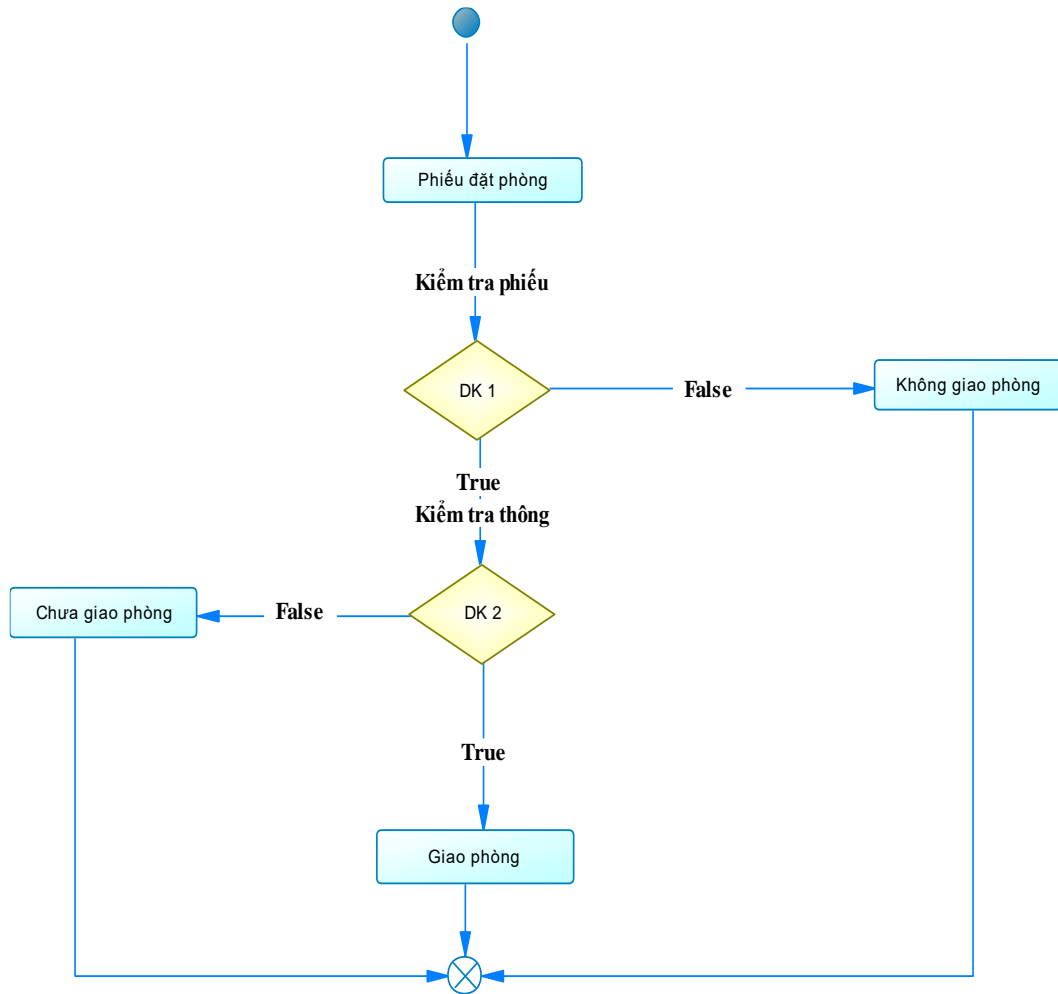 Phiếu đặt phòng
Kiểm tra phiếu
DK 1
False
Không giao phòng
True
Kiểm tra thông
Chưa giao phòng
False
DK 2
True
Giao phòng